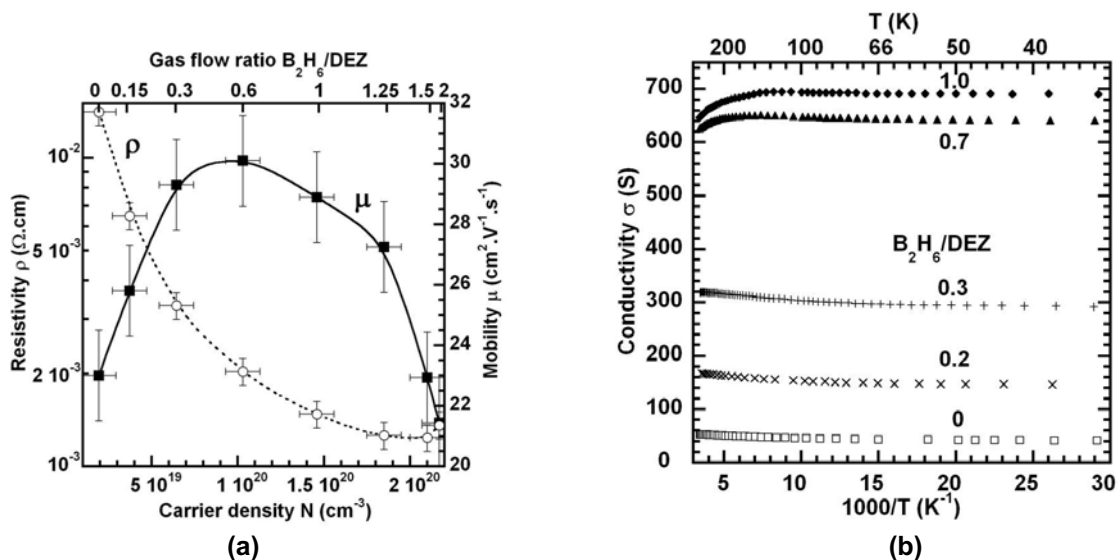 Gas flow ratio B₂H₆/DEZ
0 0.15 0.3 0.6 1 1.25 1.5 2
32
30
28
26
24
22
20
10⁻²
5 10⁻³
2 10⁻³
10⁻³
Resistivity ρ (Ω.cm)
Mobility μ (cm².V⁻¹.s⁻¹)
ρ
μ
5 10¹⁹ 1 10²⁰ 1.5 10²⁰ 2 10²⁰
Carrier density N (cm⁻³)
(a)
T (K)
200 100 66 50 40
700
600
500
400
300
200
100
0
Conductivity σ (S)
1.0
0.7
B₂H₆/DEZ
0.3
0.2
0
5 10 15 20 25 30
1000/T (K⁻¹)
(b)